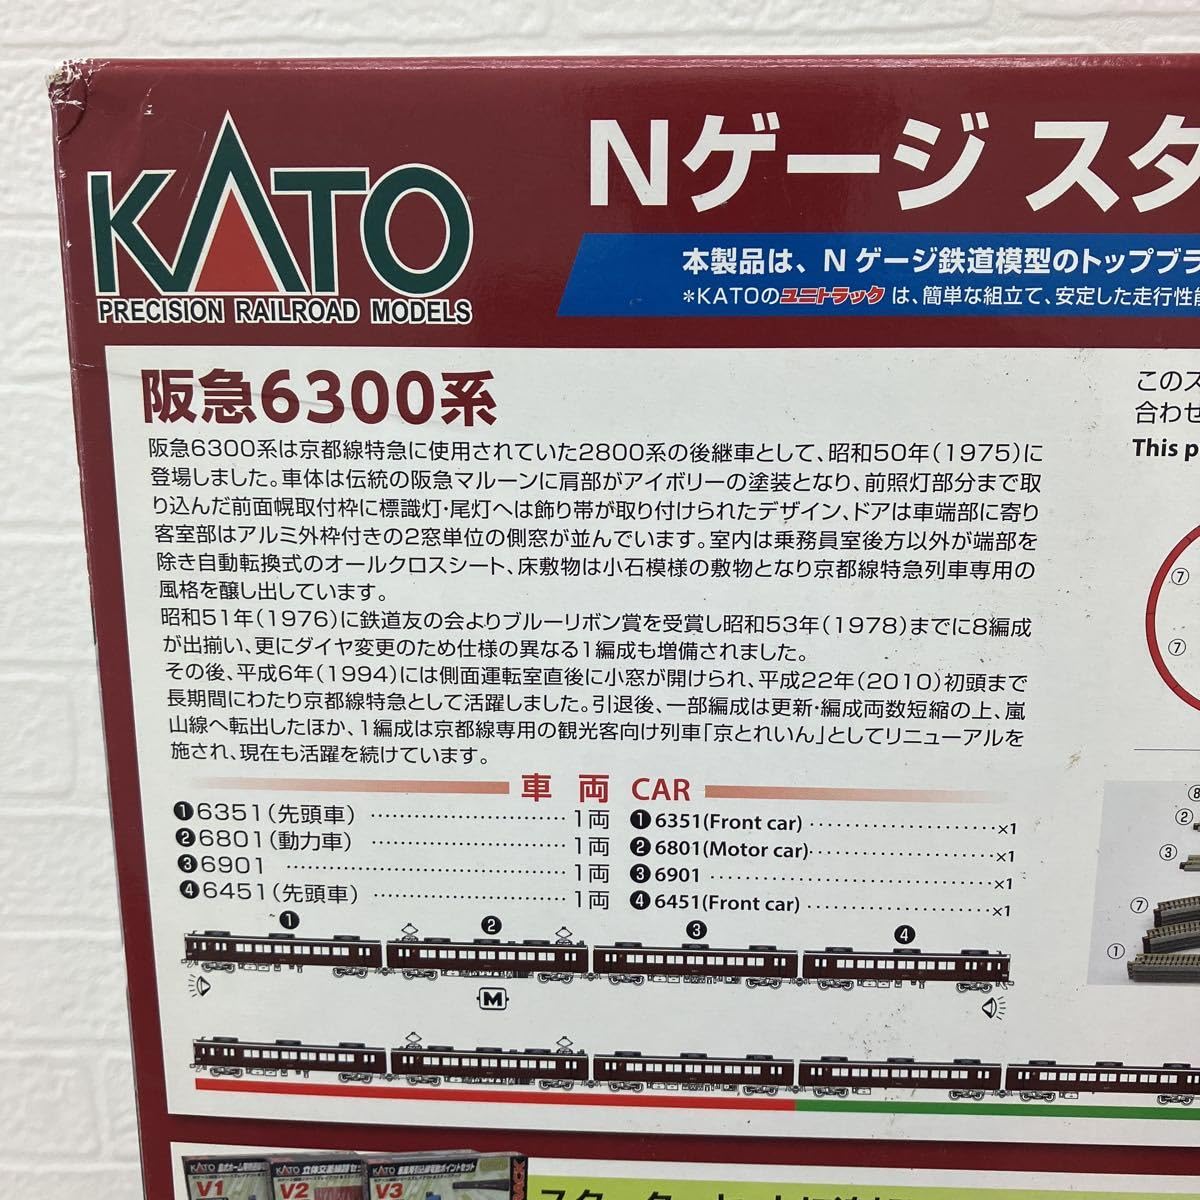 KATO
PRECISION RAILROAD MODELS
Nゲージ スタ
本製品は、Nゲージ鉄道模型のトップブラ
*KATOのユニトラックは、簡単な組立て、安定した走行性能
阪急6300系
阪急6300系は京都線特急に使用されていた2800系の後継車として、昭和50年(1975)に
登場しました。車体は伝統の阪急マルーンに肩部がアイボリーの塗装となり、前照灯部分まで取
り込んだ前面幌取付枠に標識灯・尾灯へは飾り帯が取り付けられたデザイン、ドアは車端部に寄り
客室部はアルミ外枠付きの2窓単位の側窓が並んでいます。室内は乗務員室後方以外が端部を
除き自動転換式のオールクロスシート、床敷物は小石模様の敷物となり京都線特急列車専用の
風格を醸し出しています。
昭和51年(1976)に鉄道友の会よりブルーリボン賞を受賞し昭和53年(1978)までに8編成
が出揃い、更にダイヤ変更のため仕様の異なる1編成も増備されました。
その後、平成6年(1994)には側面運転室直後に小窓が開けられ、平成22年(2010)初頭まで
長期間にわたり京都線特急として活躍しました。引退後、一部編成は更新・編成両数短縮の上、嵐
山線へ転出したほか、1編成は京都線専用の観光客向け列車「京とれいん」としてリニューアルを
施され、現在も活躍を続けています。
車両 CAR
❶6351(先頭車) 1両
❷6801(動力車) 1両
❸6901 1両
❹6451(先頭車) 1両
❶6351(Front car) ×1
❷6801(Motor car) ×1
❸6901 ×1
❹6451(Front car) ×1
❶ ❷ ❸ ❹
M
このス
合わせ
This p
⑦
⑦
⑧
②
③
⑦
①
KATO
V1
KATO 立体交差線路セット
V2
KATO
V3